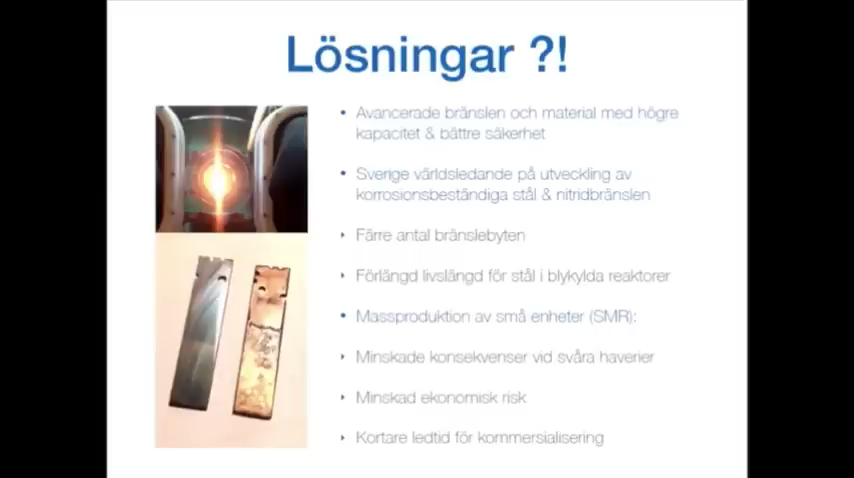 Lösningar ?!
Avancerade bränslen och material med högre
kapacitet & bättre säkerhet
Sverige världsledande på utveckling av
korrosionsbeständiga stål & nitridbränslen
Färre antal bränslebyten
Förlängd livslängd för stål i blykylda reaktorer
Massproduktion av små enheter (SMR):
Minskade konsekvenser vid svåra haverier
Minskad ekonomisk risk
Kortare ledtid för kommersialisering